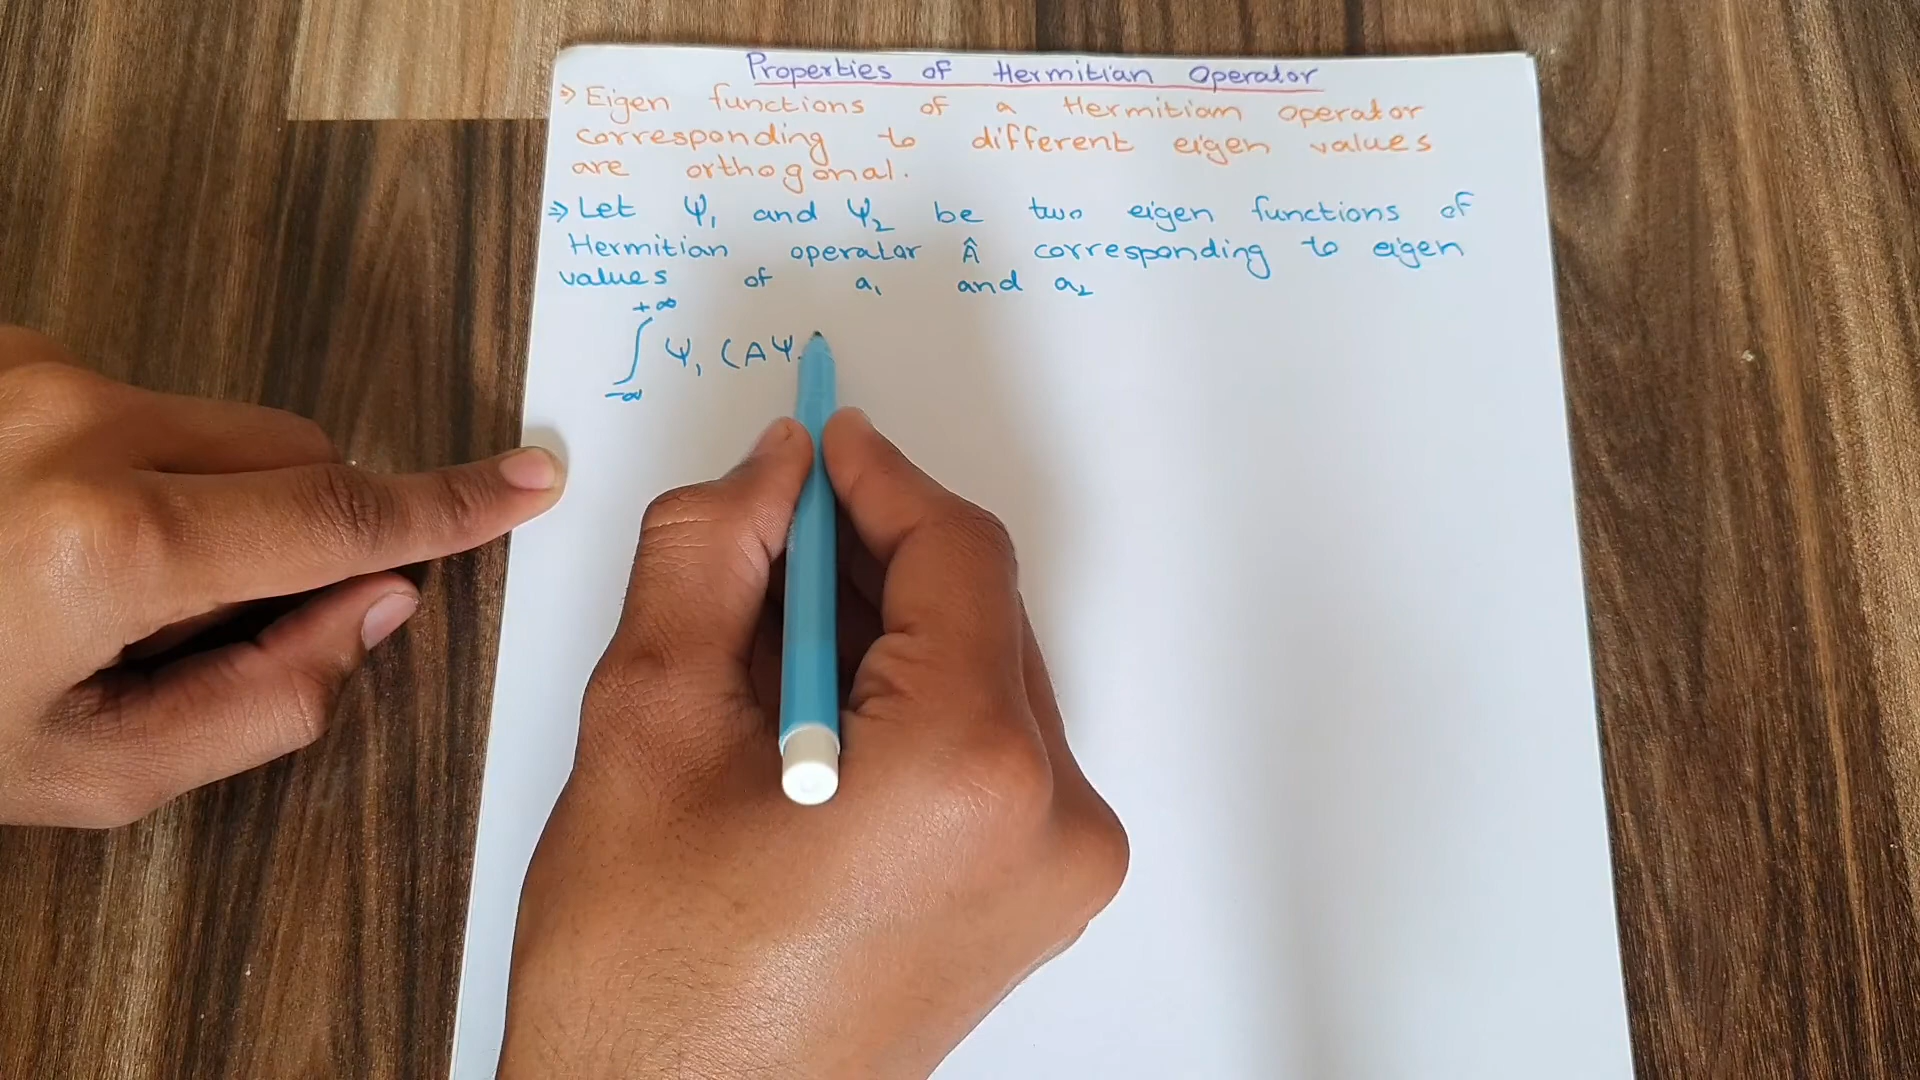 Properties of Hermitian Operator
⇒ Eigen functions of a Hermitian operator
corresponding to different eigen values
are orthogonal.
⇒ Let Ψ₁ and Ψ₂ be two eigen functions of
Hermitian operator Â corresponding to eigen
values of a₁ and a₂
+∞
∫ Ψ₁ (AΨ
-∞